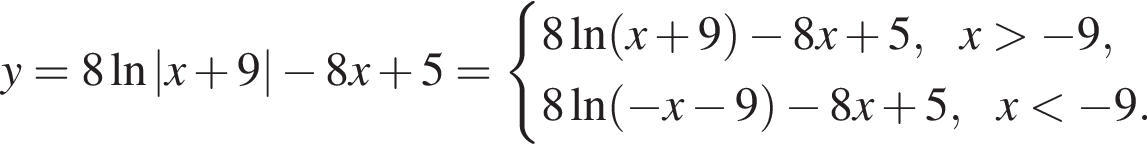 y = 8 ln|x + 9| − 8x + 5 = { 8 ln(x + 9) − 8x + 5, x > −9,
8 ln(−x − 9) − 8x + 5, x < −9.